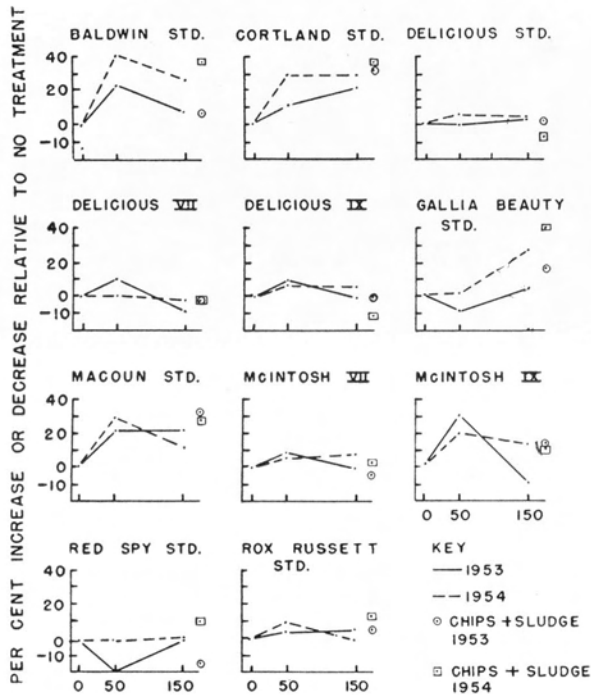 PER CENT INCREASE OR DECREASE RELATIVE TO NO TREATMENT
BALDWIN STD.
CORTLAND STD.
DELICIOUS STD.
40
20
0
-10
DELICIOUS VII
DELICIOUS IX
GALLIA BEAUTY
STD.
40
20
0
-10
MACOUN STD.
McINTOSH VII
McINTOSH IX
40
20
0
-10
0 50 150
RED SPY STD.
ROX RUSSETT
STD.
40
20
0
-10
0 50 150
0 50 150
KEY
1953
1954
CHIPS + SLUDGE
1953
CHIPS + SLUDGE
1954